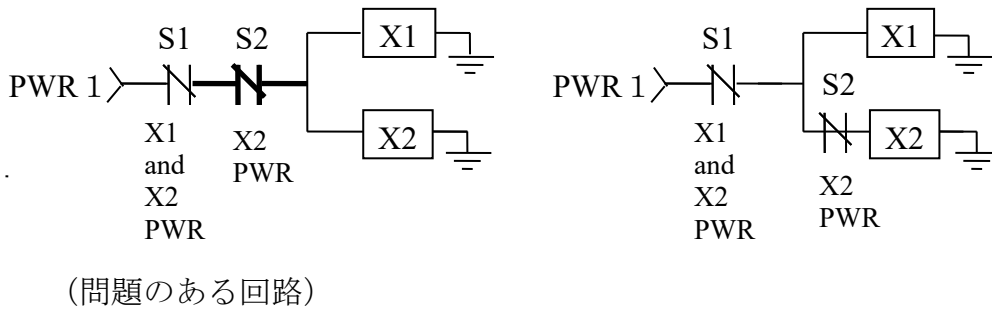 S1 S2 X1
PWR 1
X2
X1
and
X2
PWR
X2
PWR
S1 X1
PWR 1
S2
X2
X1
and
X2
PWR
X2
PWR
(問題のある回路)